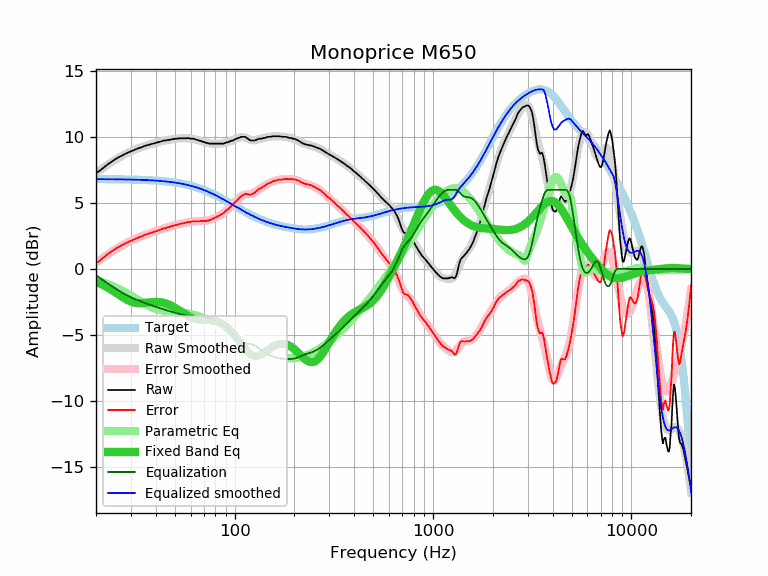 Monoprice M650
Amplitude (dBr)
15
10
5
0
−5
−10
−15
Target
Raw Smoothed
Error Smoothed
Raw
Error
Parametric Eq
Fixed Band Eq
Equalization
Equalized smoothed
100
1000
10000
Frequency (Hz)